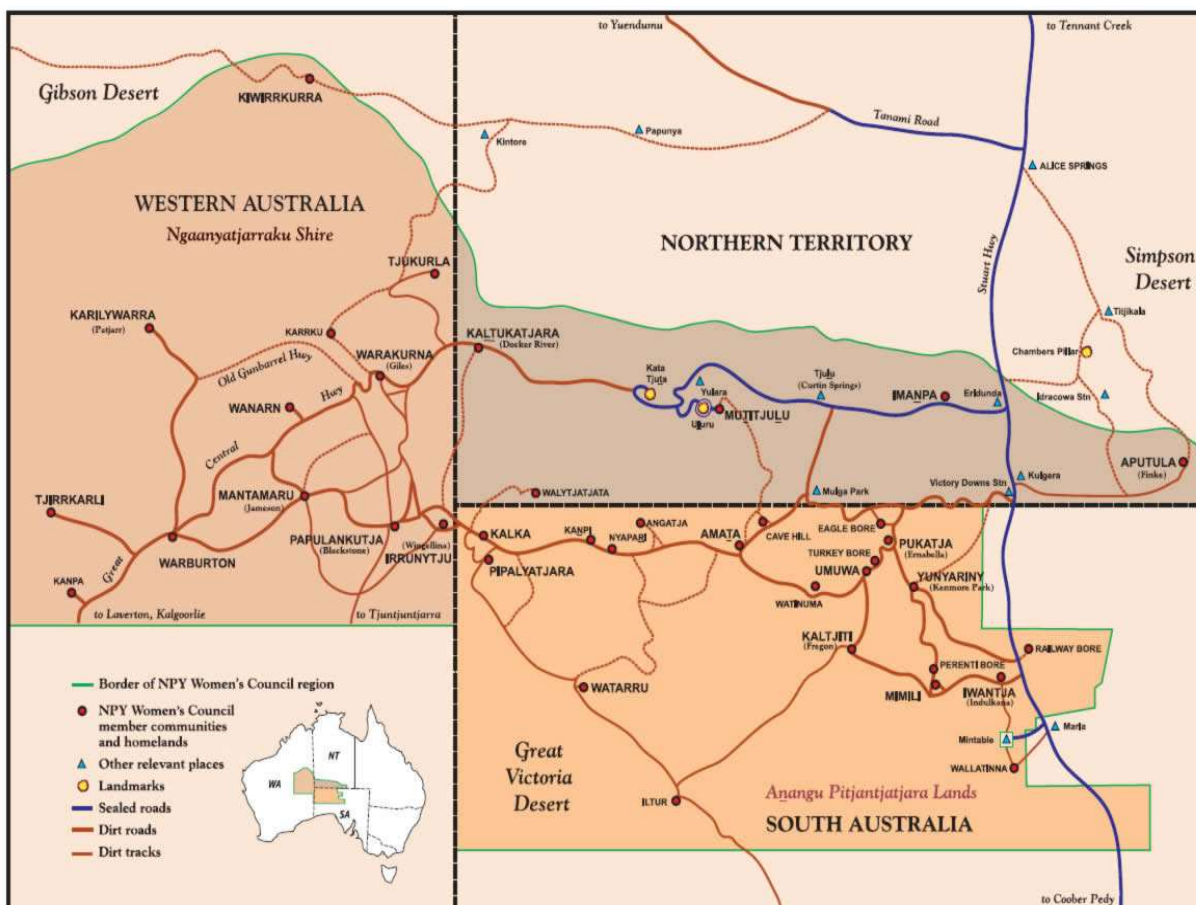 to Yuendumu
to Tennant Creek
Gibson Desert
KIWIRRKURRA
Tanami Road
Kintore
Papunya
ALICE SPRINGS
WESTERN AUSTRALIA
Ngaanyatjarraku Shire
NORTHERN TERRITORY
Stuart Hwy
Simpson
Desert
TJUKURLA
KARILYWARRA
(Patjarr)
KARRKU
Titjikala
KALTUKATJARA
(Docker River)
Chambers Pillar
Old Gunbarrel Hwy
WARAKURNA
(Giles)
Kata
Tjuta
Yulara
Tjulu
(Curtin Springs)
IMANPA
Erldunda
Idracowa Stn
WANARN
Hwy
Central
Uluru
MUTITJULU
APUTULA
(Finke)
TJIRRKARLI
MANTAMARU
(Jameson)
WALYTJATJATA
Mulga Park
Victory Downs Stn
Kulgera
WARBURTON
PAPULANKUTJA
(Blackstone)
(Wingellina)
IRRUNYTJU
KALKA
PIPALYATJARA
KANPI
NYAPARI
ANGATJA
AMATA
CAVE HILL
EAGLE BORE
PUKATJA
(Ernabella)
TURKEY BORE
UMUWA
YUNYARINY
(Kenmore Park)
WATINUMA
KANPA
Great
to Laverton, Kalgoorlie
to Tjuntjuntjarra
KALTJITI
(Fregon)
RAILWAY BORE
PERENTI BORE
WATARRU
MIMILI
IWANTJA
(Indulkana)
Mintable
Marla
WALLATINNA
Great
Victoria
Desert
ILTUR
Anangu Pitjantjatjara Lands
SOUTH AUSTRALIA
to Coober Pedy
Border of NPY Women's Council region
NPY Women's Council
member communities
and homelands
Other relevant places
Landmarks
Sealed roads
Dirt roads
Dirt tracks
WA
NT
SA